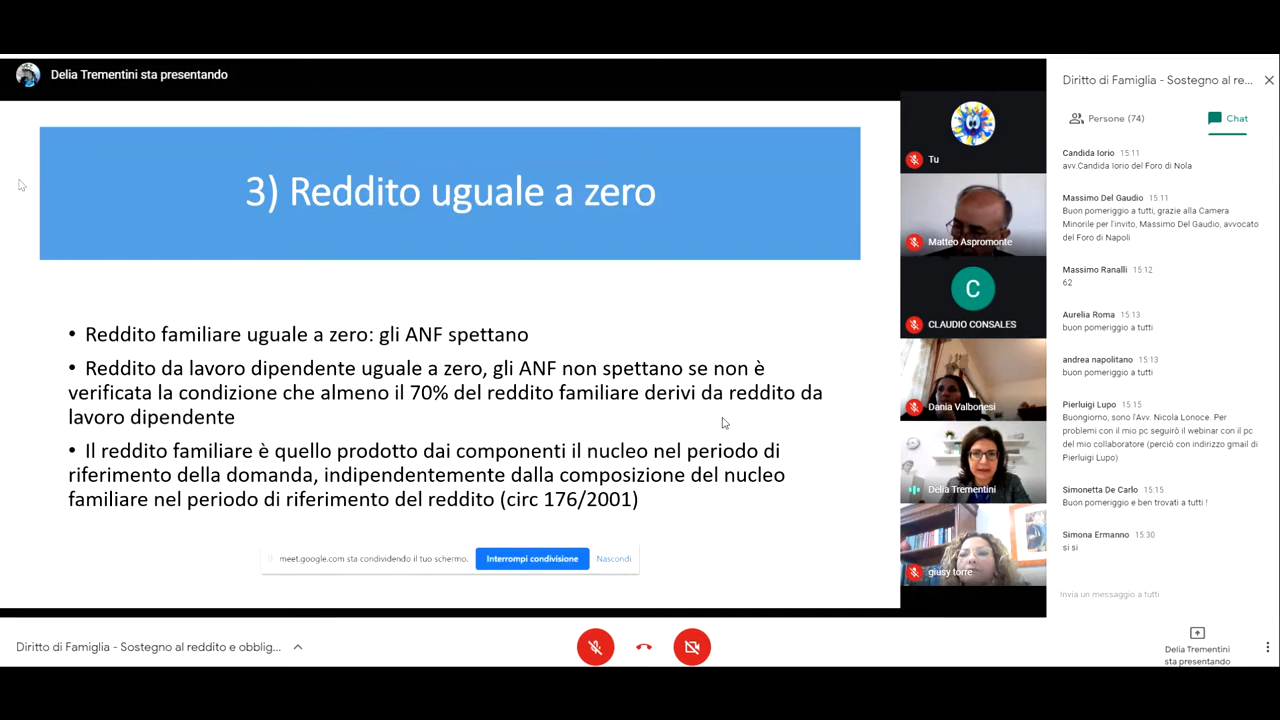 Delia Trementini sta presentando
3) Reddito uguale a zero
• Reddito familiare uguale a zero: gli ANF spettano
• Reddito da lavoro dipendente uguale a zero, gli ANF non spettano se non è
verificata la condizione che almeno il 70% del reddito familiare derivi da reddito da
lavoro dipendente
• Il reddito familiare è quello prodotto dai componenti il nucleo nel periodo di
riferimento della domanda, indipendentemente dalla composizione del nucleo
familiare nel periodo di riferimento del reddito (circ 176/2001)
meet.google.com sta condividendo il tuo schermo.
Interrompi condivisione
Nascondi
Tu
Matteo Aspromonte
C
CLAUDIO CONSALES
Dania Valbonesi
Delia Trementini
giusy torre
Diritto di Famiglia - Sostegno al re...
Persone (74)
Chat
Candida Iorio 15:11
avv.Candida Iorio del Foro di Nola
Massimo Del Gaudio 15:11
Buon pomeriggio a tutti, grazie alla Camera
Minorile per l'invito, Massimo Del Gaudio, avvocato
del Foro di Napoli
Massimo Ranalli 15:12
62
Aurelia Roma 15:13
buon pomeriggio a tutti
andrea napolitano 15:13
buon pomeriggio a tutti
Pierluigi Lupo 15:15
Buongiorno, sono l'Avv. Nicola Lonoce. Per
problemi con il mio pc seguirò il webinar con il pc
del mio collaboratore (perciò con indirizzo gmail di
Pierluigi Lupo)
Simonetta De Carlo 15:15
Buon pomeriggio e ben trovati a tutti !
Simona Ermanno 15:30
si si
Invia un messaggio a tutti
Diritto di Famiglia - Sostegno al reddito e obblig...
Delia Trementini
sta presentando